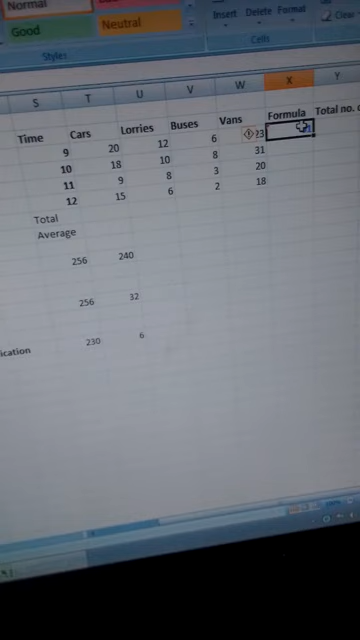 Normal
Good Neutral
Insert Delete Format
Clear
Styles Cells
S T U V W X Y
Time Cars Lorries Buses Vans Formula Total no.
9 20 12 6 23
10 18 10 8 31
11 9 8 3 20
12 15 6 2 18
Total
Average
256 240
256 32
ication 230 6